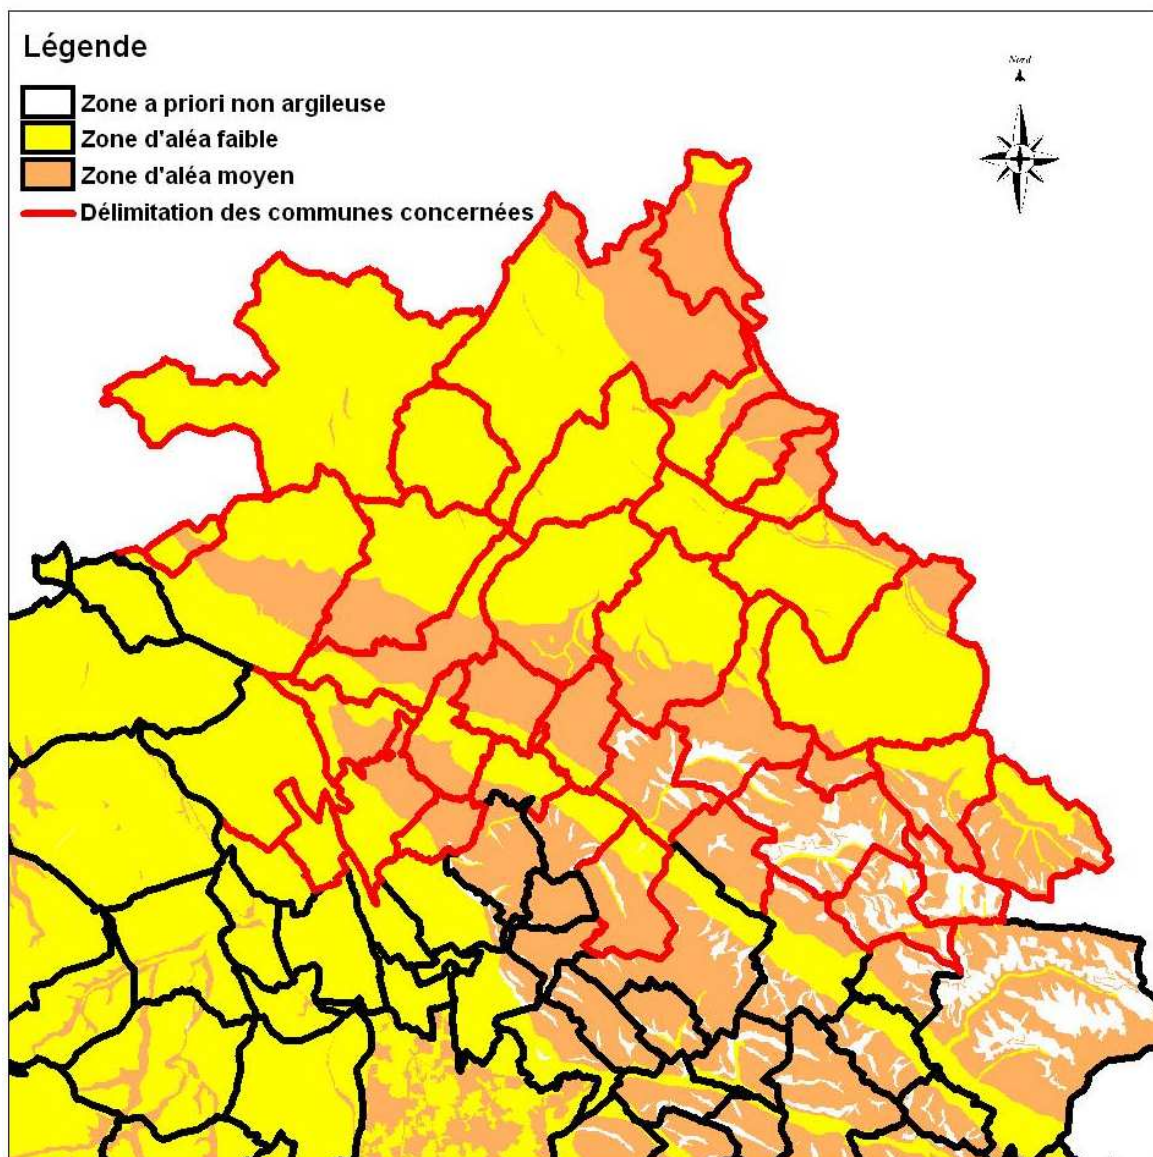 Légende
Nord
Zone a priori non argileuse
Zone d'aléa faible
Zone d'aléa moyen
Délimitation des communes concernées